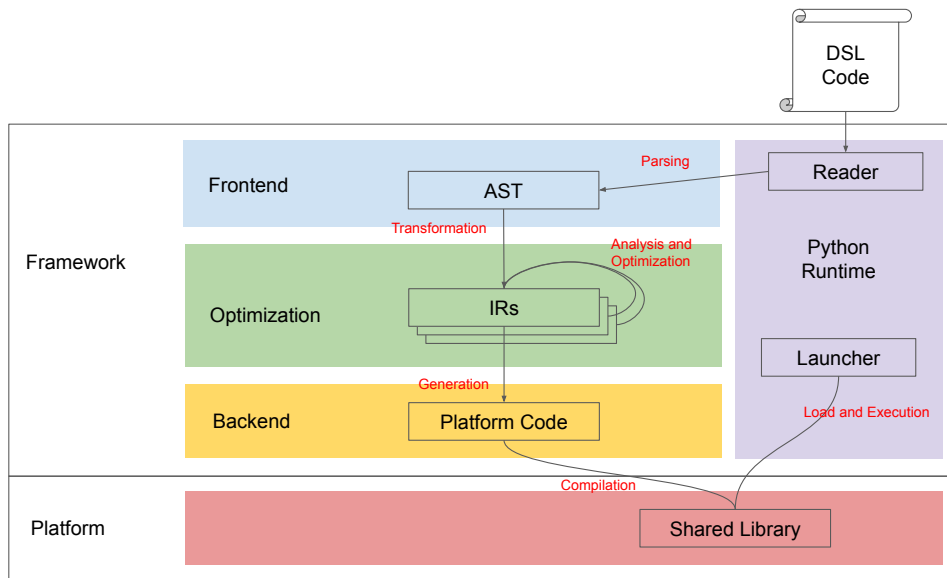 DSL
Code
Parsing
Reader
Frontend
AST
Transformation
Analysis and
Optimization
Python
Runtime
Framework
IRs
Optimization
Launcher
Generation
Load and Execution
Backend
Platform Code
Compilation
Platform
Shared Library